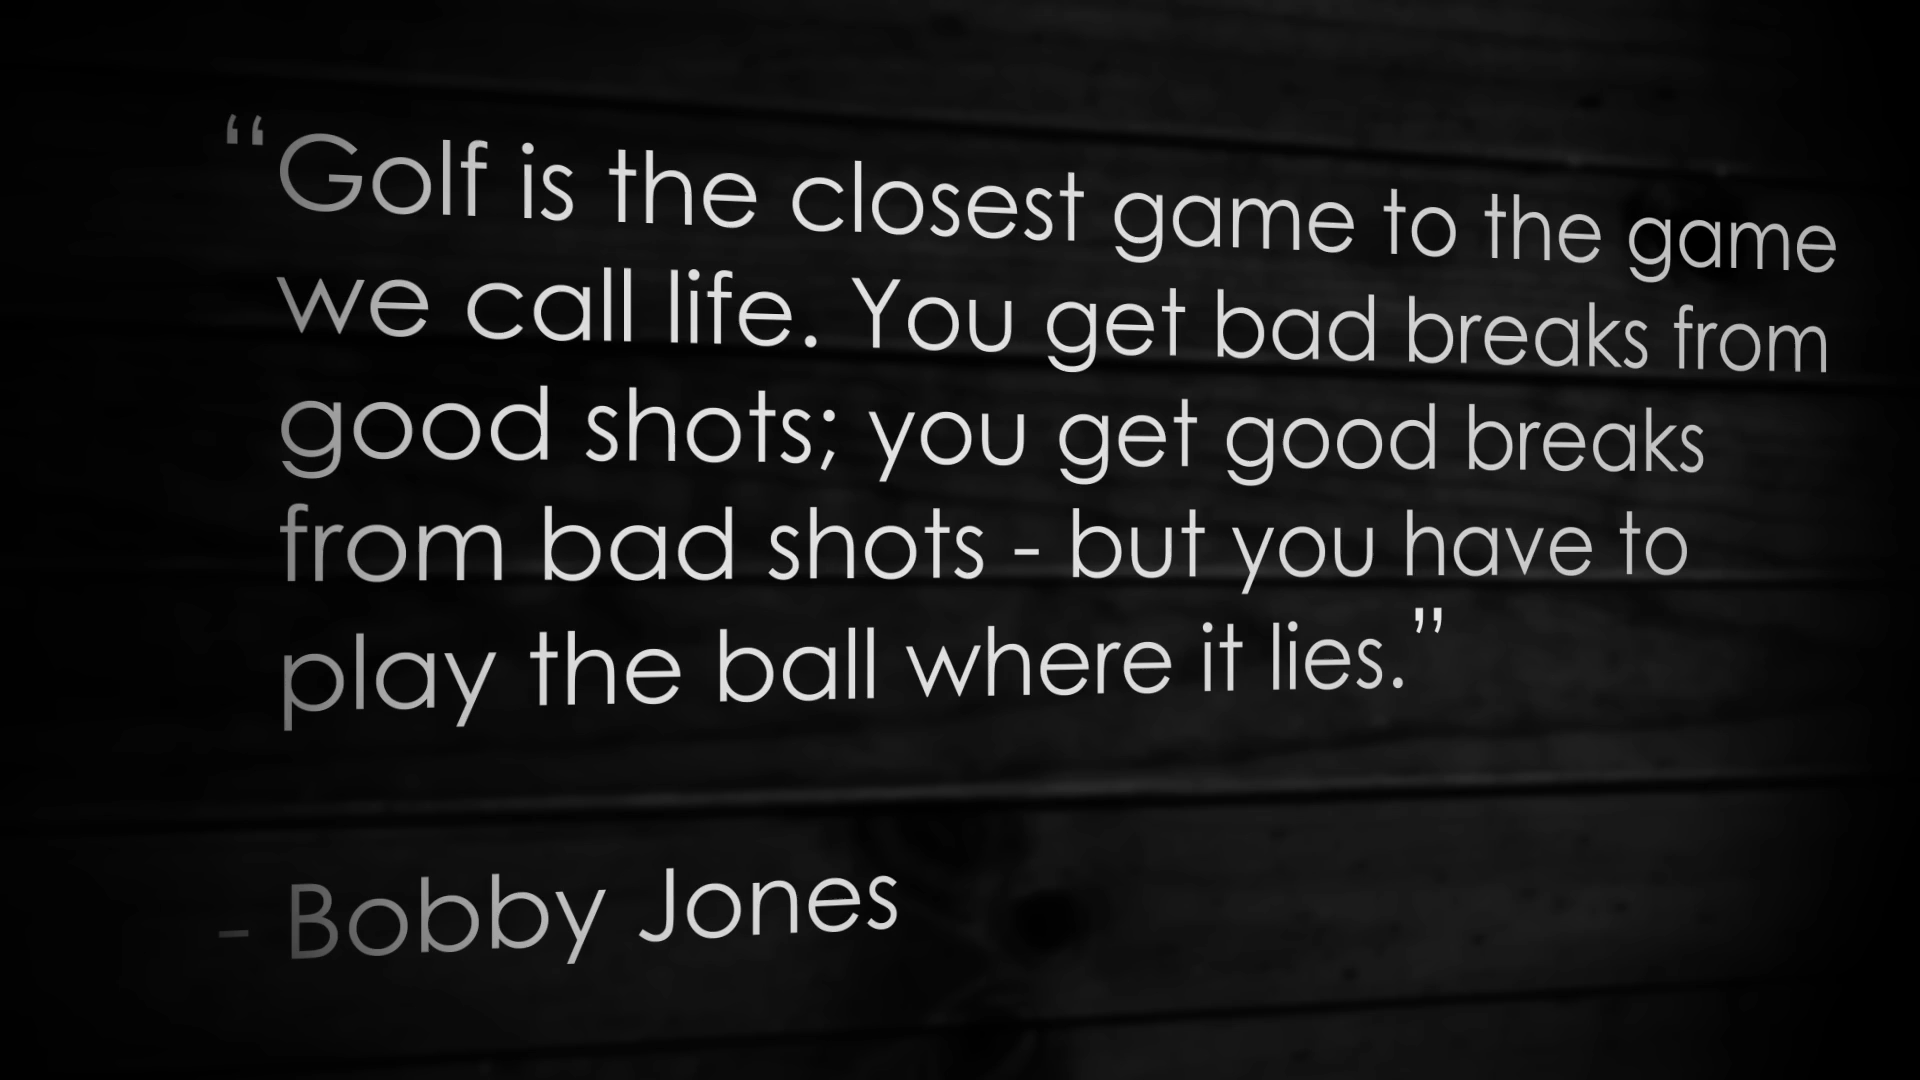 “Golf is the closest game to the game
we call life. You get bad breaks from
good shots; you get good breaks
from bad shots - but you have to
play the ball where it lies.”
- Bobby Jones